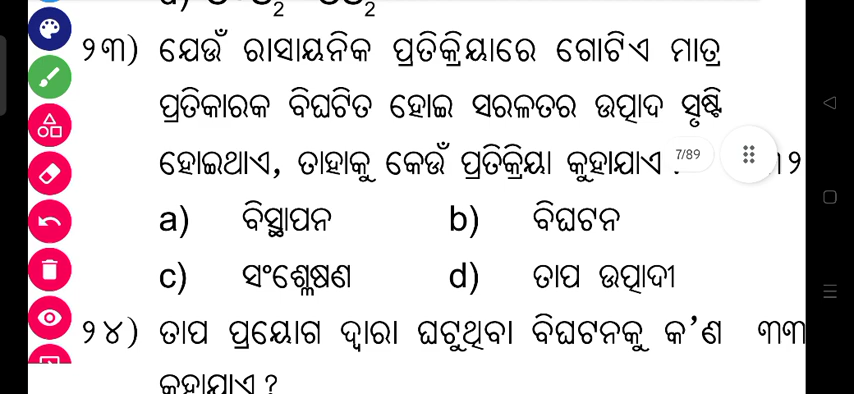 ୨୩) ଯେଉଁ ରାସାୟନିକ ପ୍ରତିକ୍ରିୟାରେ ଗୋଟିଏ ମାତ୍ର
ପ୍ରତିକାରକ ବିଘଟିତ ହୋଇ ସରଳତର ଉତ୍ପାଦ ସୃଷ୍ଟି
ହୋଇଥାଏ, ତାହାକୁ କେଉଁ ପ୍ରତିକ୍ରିୟା କୁହାଯାଏ 7/89
a) ବିସ୍ଥାପନ b) ବିଘଟନ
c) ସଂଶ୍ଳେଷଣ d) ତାପ ଉତ୍ପାଦୀ
୨୪) ତାପ ପ୍ରୟୋଗ ଦ୍ୱାରା ଘଟୁଥିବା ବିଘଟନକୁ କ’ଣ ୩୩
କୁହାଯାଏ ?